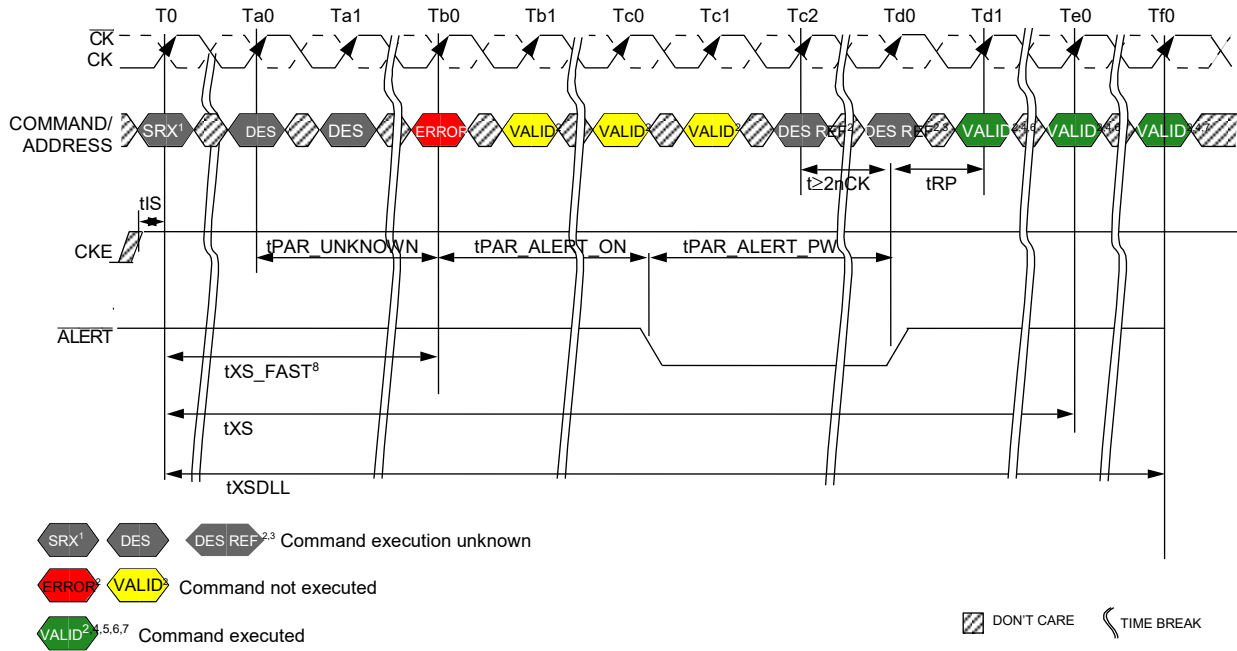 T0 Ta0 Ta1 Tb0 Tb1 Tc0 Tc1 Tc2 Td0 Td1 Te0 Tf0
CK
CK
COMMAND/
ADDRESS
SRX1 DES DES ERROR VALID2 VALID2 VALID2 DES REF2,3 DES REF2,3 VALID2,4,6 VALID2,4,6 VALID2,4,7
t≥2nCK tRP
tIS
CKE
tPAR_UNKNOWN tPAR_ALERT_ON tPAR_ALERT_PW
ALERT
tXS_FAST8
tXS
tXSDLL
SRX1 DES DES REF2,3 Command execution unknown
ERROR2 VALID2 Command not executed
VALID2,4,5,6,7 Command executed
DON'T CARE TIME BREAK